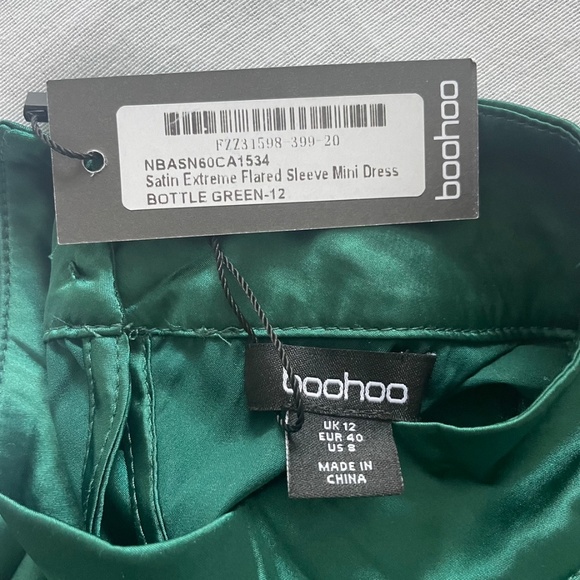 boohoo
FZZ31598-399-20
NBASN60CA1534
Satin Extreme Flared Sleeve Mini Dress
BOTTLE GREEN-12
boohoo
UK 12
EUR 40
US 8
MADE IN
CHINA